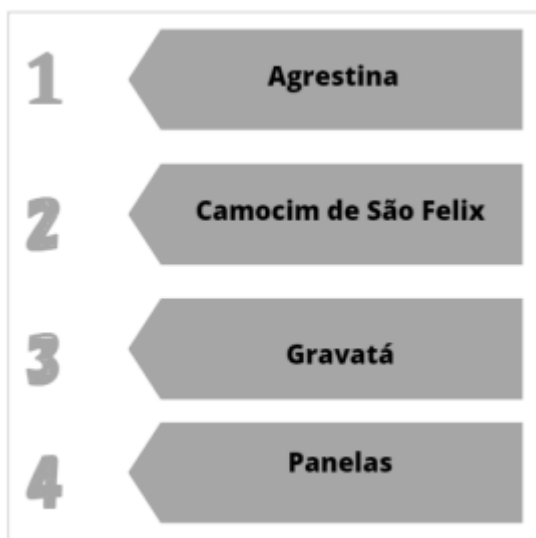 1 Agrestina
2 Camocim de São Felix
3 Gravatá
4 Panelas